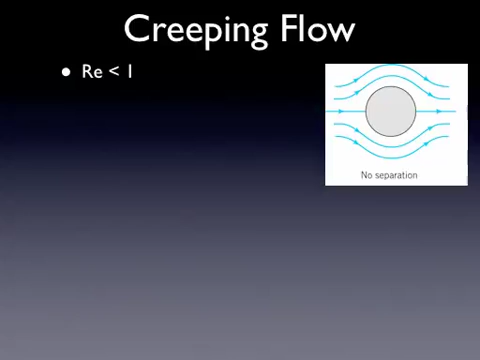 Creeping Flow
• Re < 1
No separation